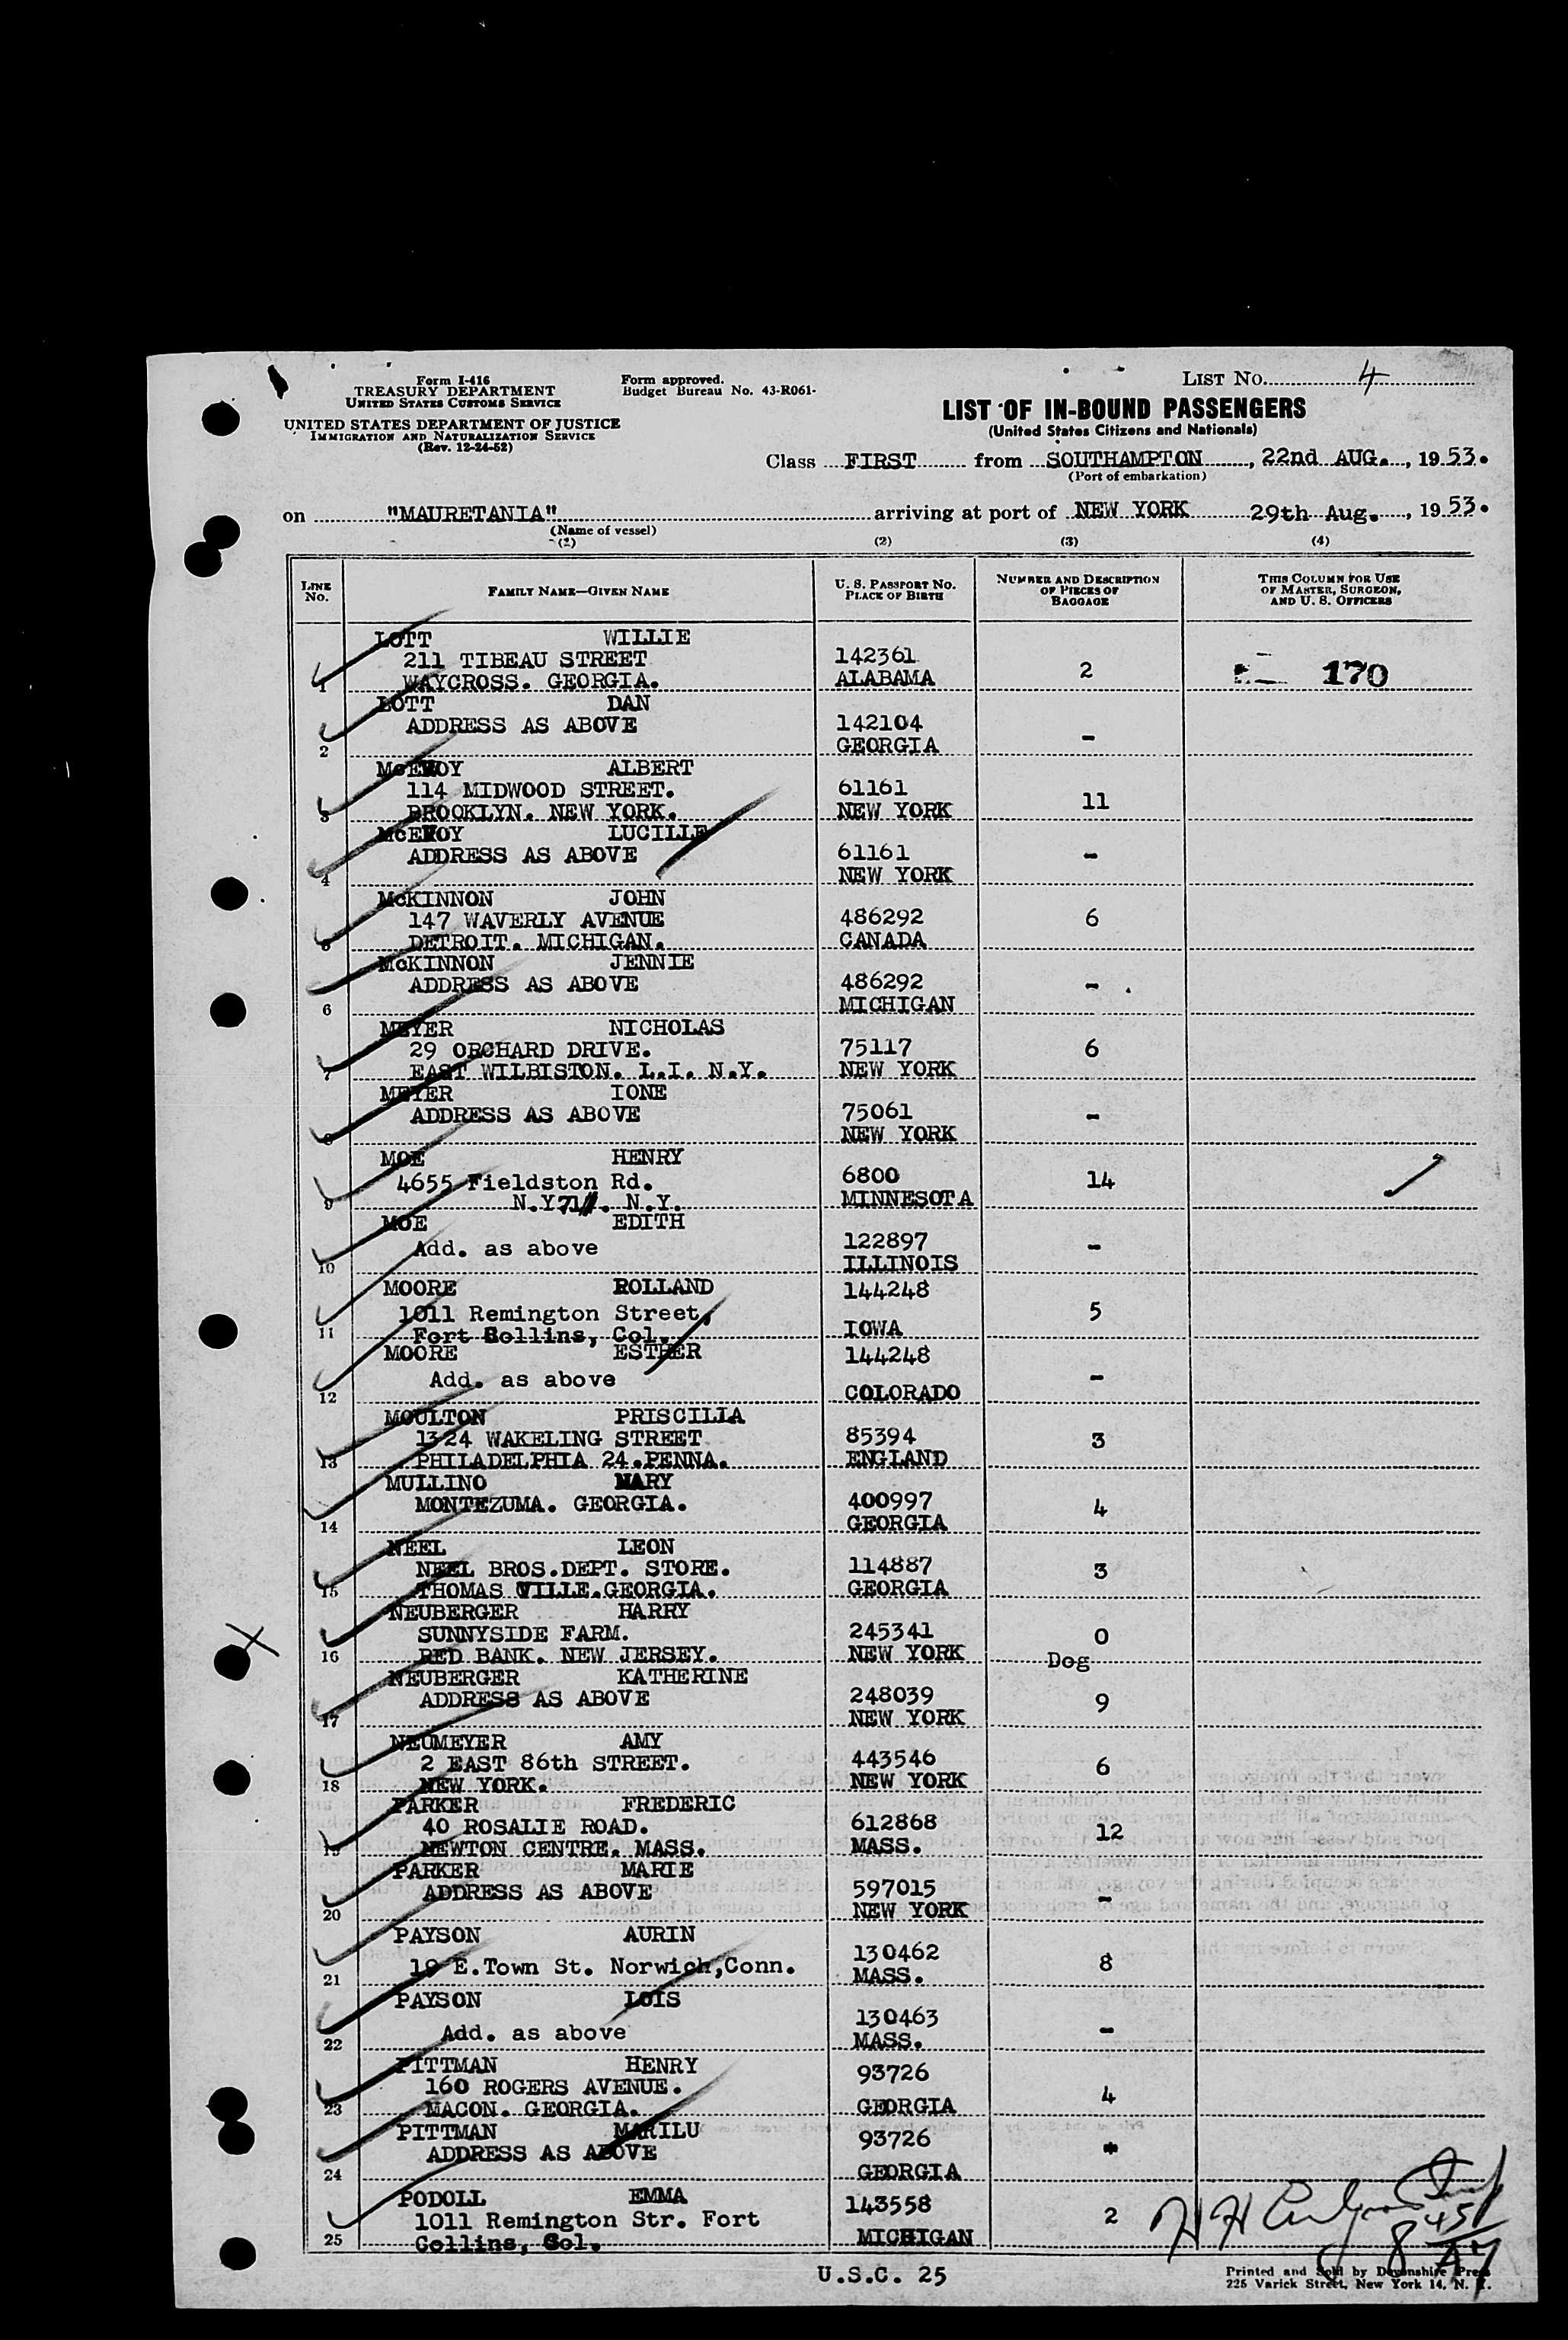 Form I-416
TREASURY DEPARTMENT
UNITED STATES CUSTOMS SERVICE
UNITED STATES DEPARTMENT OF JUSTICE
IMMIGRATION AND NATURALIZATION SERVICE
(Rev. 12-24-52)
Form approved.
Budget Bureau No. 43-R061-
LIST NO. 4
LIST OF IN-BOUND PASSENGERS
(United States Citizens and Nationals)
Class FIRST from SOUTHAMPTON, 22nd AUG., 1953.
(Port of embarkation)
on "MAURETANIA" arriving at port of NEW YORK 29th Aug., 1953.
(Name of vessel)
(1) (2) (3) (4)
LINE NO.
FAMILY NAME—GIVEN NAME
U. S. PASSPORT NO.
PLACE OF BIRTH
NUMBER AND DESCRIPTION
OF PIECES OF
BAGGAGE
THIS COLUMN FOR USE
OF MASTER, SURGEON,
AND U. S. OFFICERS
LOTT WILLIE
211 TIBEAU STREET 142361
1 WAYCROSS. GEORGIA. ALABAMA 2 170
LOTT DAN
ADDRESS AS ABOVE 142104
2 GEORGIA -
McEVOY ALBERT
114 MIDWOOD STREET. 61161
3 BROOKLYN. NEW YORK. NEW YORK 11
McEVOY LUCILLE
ADDRESS AS ABOVE 61161
4 NEW YORK -
McKINNON JOHN
147 WAVERLY AVENUE 486292 6
5 DETROIT. MICHIGAN. CANADA
McKINNON JENNIE
ADDRESS AS ABOVE 486292 -
6 MICHIGAN
MEYER NICHOLAS
29 ORCHARD DRIVE. 75117 6
7 EAST WILBISTON. L.I. N.Y. NEW YORK
MEYER IONE
ADDRESS AS ABOVE 75061 -
8 NEW YORK
MOE HENRY
4655 Fieldston Rd. 6800 14
9 N.Y. 71. N.Y. MINNESOTA
MOE EDITH
Add. as above 122897 -
10 ILLINOIS
MOORE ROLLAND 144248
1011 Remington Street, 5
11 Fort Collins, Col. IOWA
MOORE ESTHER 144248
Add. as above -
12 COLORADO
MOULTON PRISCILLA
1324 WAKELING STREET 85394 3
13 PHILADELPHIA 24.PENNA. ENGLAND
MULLINO MARY
MONTEZUMA. GEORGIA. 400997 4
14 GEORGIA
NEEL LEON
NEEL BROS.DEPT. STORE. 114887 3
15 THOMAS VILLE.GEORGIA. GEORGIA
NEUBERGER HARRY
SUNNYSIDE FARM. 245341 0
16 RED BANK. NEW JERSEY. NEW YORK Dog
NEUBERGER KATHERINE
ADDRESS AS ABOVE 248039 9
17 NEW YORK
NEUMEYER AMY
2 EAST 86th STREET. 443546 6
18 NEW YORK. NEW YORK
PARKER FREDERIC
40 ROSALIE ROAD. 612868 12
19 NEWTON CENTRE. MASS. MASS.
PARKER MARIE
ADDRESS AS ABOVE 597015 -
20 NEW YORK
PAYSON AURIN
19 E.Town St. Norwich,Conn. 130462 8
21 MASS.
PAYSON LOIS
Add. as above 130463 -
22 MASS.
PITTMAN HENRY 93726
160 ROGERS AVENUE. 4
23 MACON. GEORGIA. GEORGIA
PITTMAN MARILU 93726
ADDRESS AS ABOVE
24 GEORGIA
PODOLL EMMA 143558
1011 Remington Str. Fort 2
25 Collins, Col. MICHIGAN
U.S.C. 25
Printed and Sold by Devonshire Press
225 Varick Street, New York 14, N. Y.